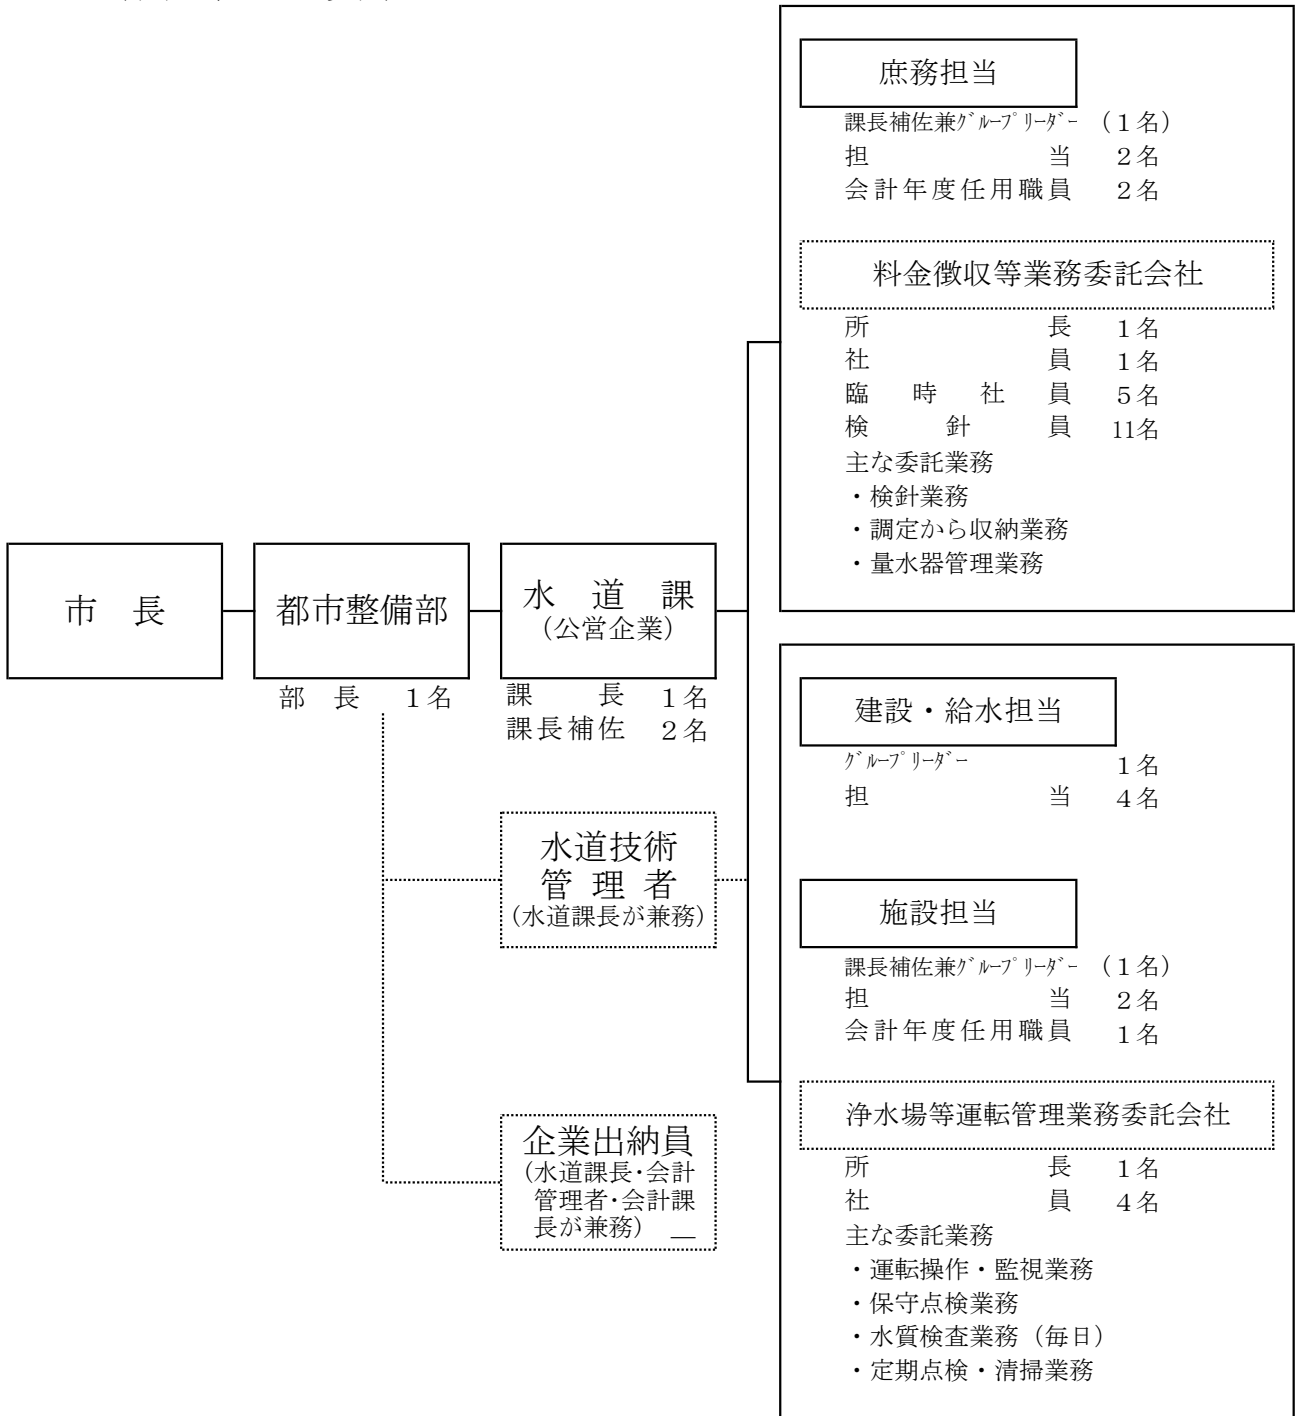 市 長
都市整備部
部 長 1名
水 道 課
(公営企業)
課 長 1名
課長補佐 2名
水道技術
管 理 者
(水道課長が兼務)
企業出納員
(水道課長・会計
管理者・会計課
長が兼務)
庶務担当
課長補佐兼グループリーダー (1名)
担 当 2名
会計年度任用職員 2名
料金徴収等業務委託会社
所 長 1名
社 員 1名
臨 時 社 員 5名
検 針 員 11名
主な委託業務
・検針業務
・調定から収納業務
・量水器管理業務
建設・給水担当
グループリーダー 1名
担 当 4名
施設担当
課長補佐兼グループリーダー (1名)
担 当 2名
会計年度任用職員 1名
浄水場等運転管理業務委託会社
所 長 1名
社 員 4名
主な委託業務
・運転操作・監視業務
・保守点検業務
・水質検査業務（毎日）
・定期点検・清掃業務